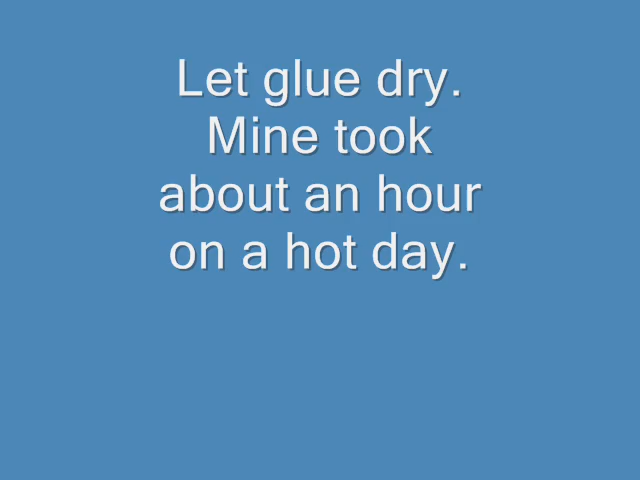 Let glue dry.
Mine took
about an hour
on a hot day.